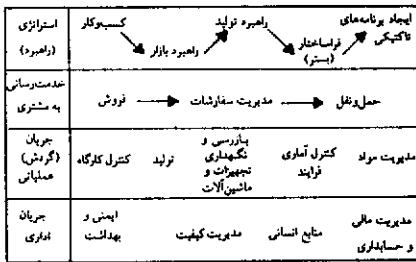 استراتژی (راهبرد)
کسب‌وکار
راهبرد بازار
راهبرد تولید
فراساختار (بستر)
ایجاد برنامه‌های تاکتیکی
خدمت‌رسانی به مشتری
فروش
مدیریت سفارشات
حمل‌ونقل
جریان (گردش) عملیاتی
کنترل کارگاه
تولید
بازرسی و نگهداری تجهیزات و ماشین‌آلات
کنترل آماری فرایند
مدیریت مواد
جریان اداری
ایمنی و بهداشت
مدیریت کیفیت
منابع انسانی
مدیریت مالی و حسابداری